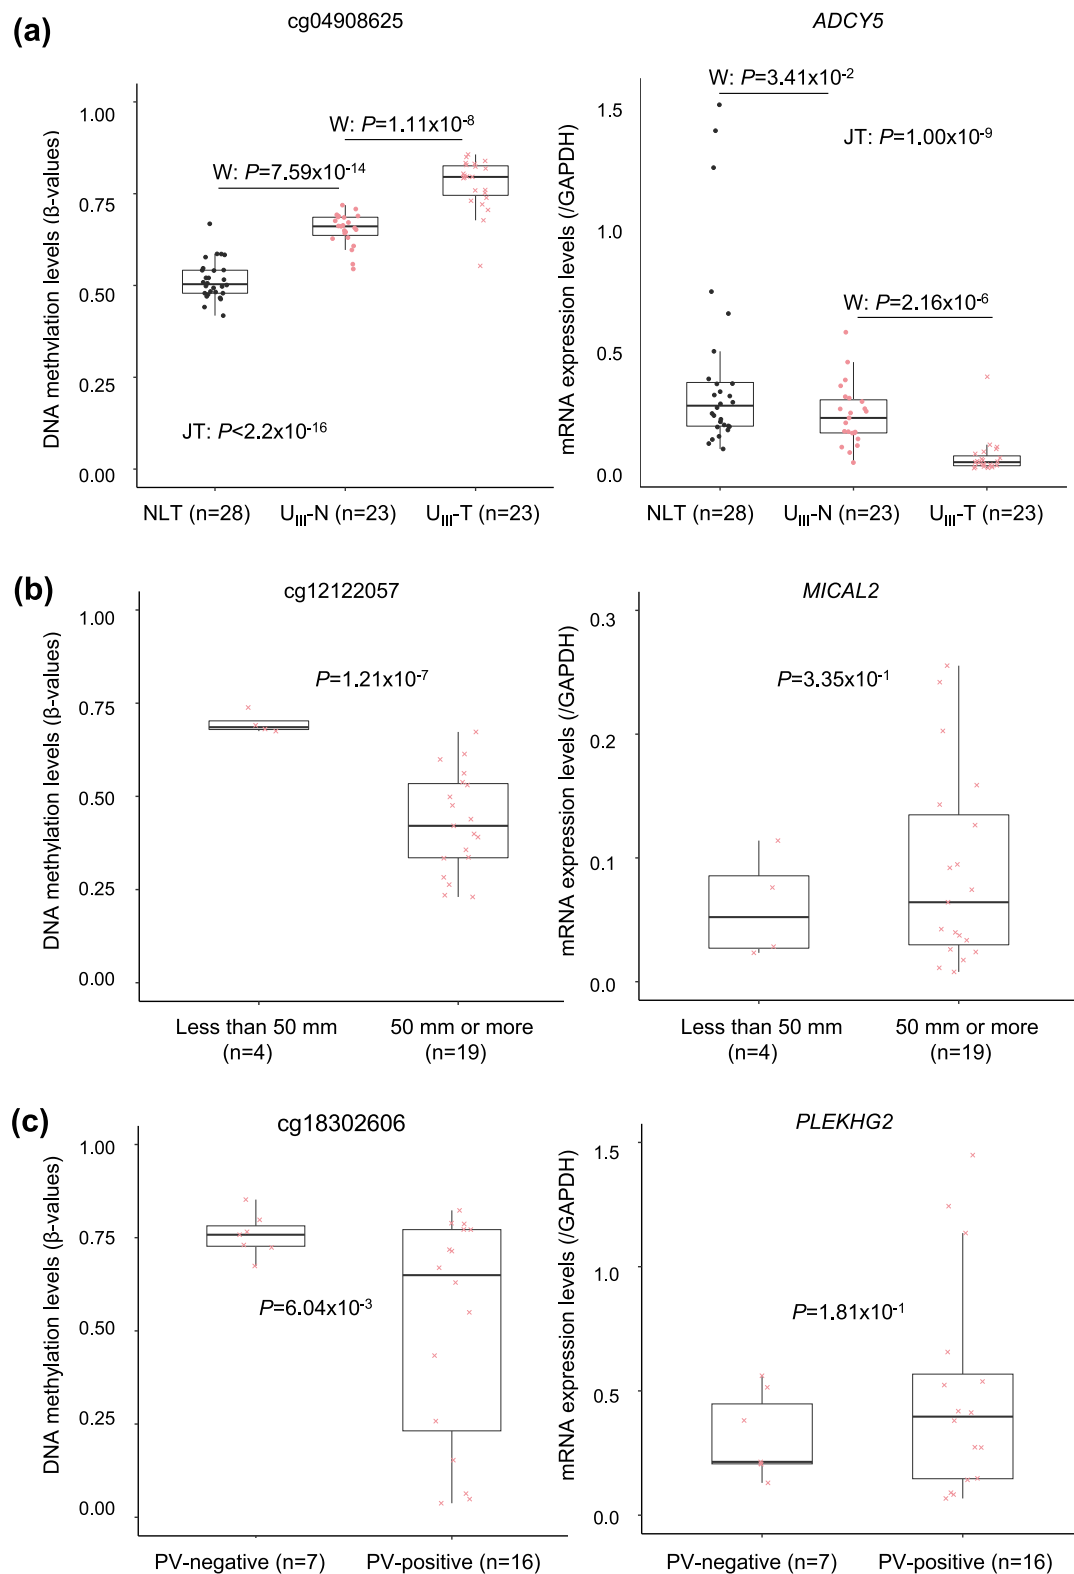 (a)
cg04908625
ADCY5
DNA methylation levels (ß-values)
1.00
0.75
0.50
0.25
0.00
W: P=7.59x10-14
W: P=1.11x10-8
JT: P<2.2x10-16
NLT (n=28)
UIII-N (n=23)
UIII-T (n=23)
mRNA expression levels (/GAPDH)
1.5
1.0
0.5
0.0
W: P=3.41x10-2
JT: P=1.00x10-9
W: P=2.16x10-6
NLT (n=28)
UIII-N (n=23)
UIII-T (n=23)
(b)
cg12122057
MICAL2
DNA methylation levels (β-values)
1.00
0.75
0.50
0.25
0.00
P=1.21x10-7
Less than 50 mm
(n=4)
50 mm or more
(n=19)
mRNA expression levels (/GAPDH)
0.3
0.2
0.1
0.0
P=3.35x10-1
Less than 50 mm
(n=4)
50 mm or more
(n=19)
(c)
cg18302606
PLEKHG2
DNA methylation levels (β-values)
1.00
0.75
0.50
0.25
0.00
P=6.04x10-3
PV-negative (n=7)
PV-positive (n=16)
mRNA expression levels (/GAPDH)
1.5
1.0
0.5
0.0
P=1.81x10-1
PV-negative (n=7)
PV-positive (n=16)